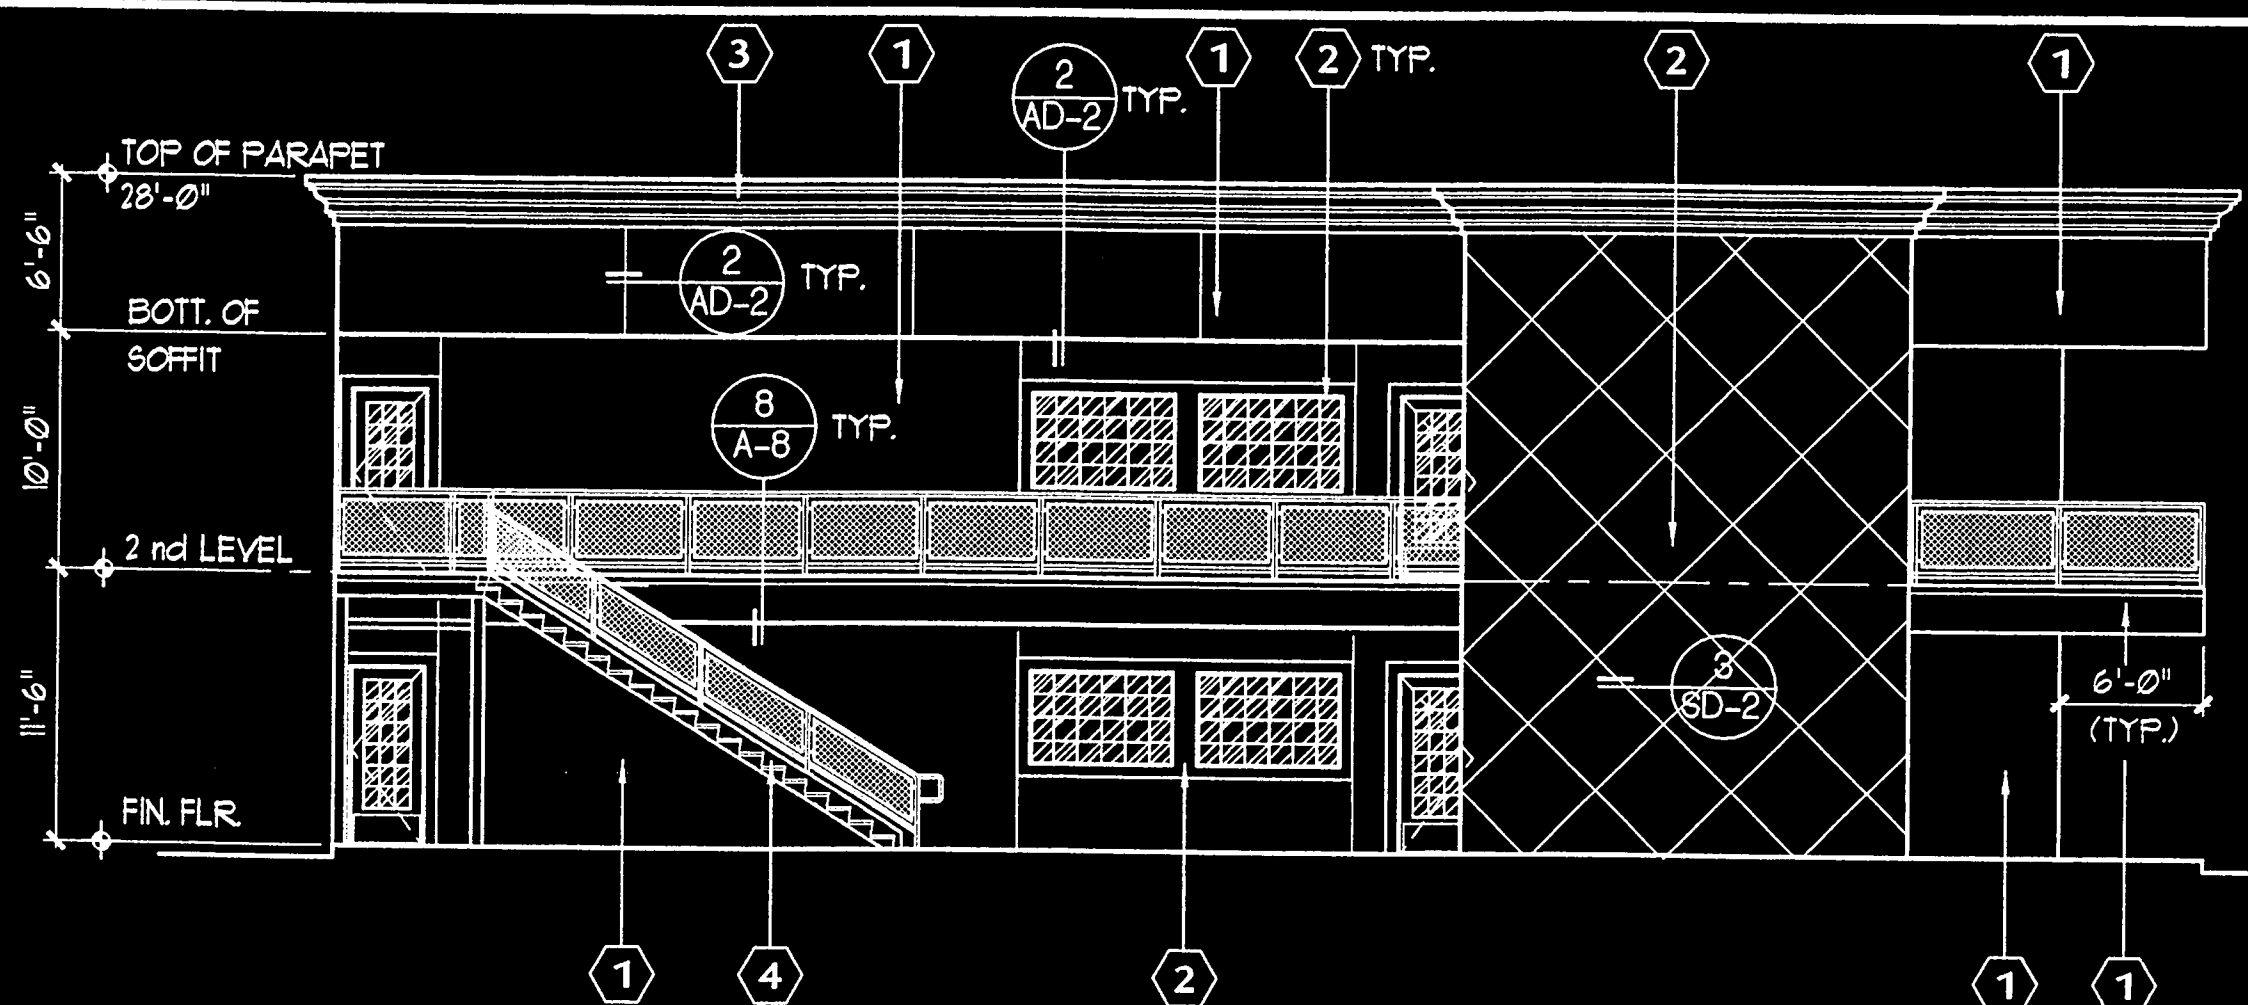 3
1
2
AD-2
TYP.
1
2
TYP.
2
1
TOP OF PARAPET
28'-0"
6'-6"
2
AD-2
TYP.
BOTT. OF
SOFFIT
10'-0"
8
A-8
TYP.
2 nd LEVEL
11'-6"
3
SD-2
6'-0"
(TYP.)
FIN. FLR.
1
4
2
1
1